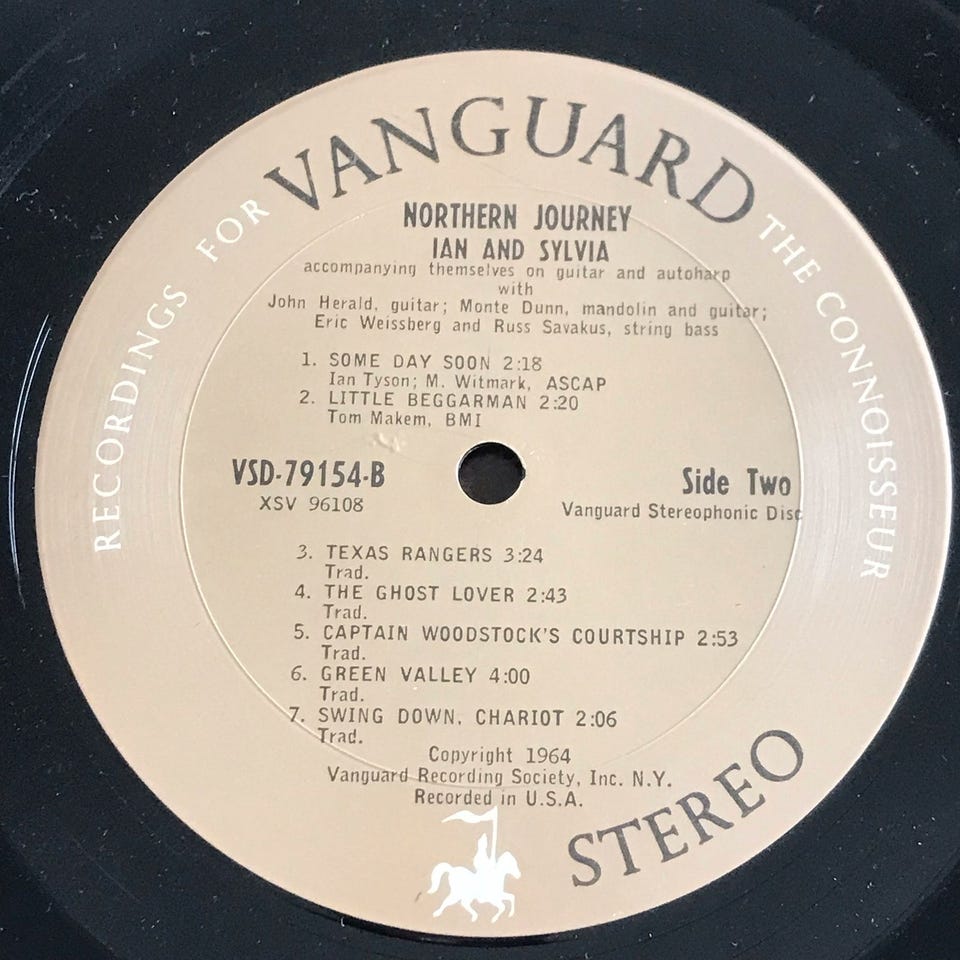 RECORDINGS FOR VANGUARD THE CONNOISSEUR
NORTHERN JOURNEY
IAN AND SYLVIA
accompanying themselves on guitar and autoharp
with
John Herald, guitar; Monte Dunn, mandolin and guitar;
Eric Weissberg and Russ Savakus, string bass
1. SOME DAY SOON 2:18
Ian Tyson; M. Witmark, ASCAP
2. LITTLE BEGGARMAN 2:20
Tom Makem, BMI
VSD-79154-B
XSV 96108
Side Two
Vanguard Stereophonic Disc
3. TEXAS RANGERS 3:24
Trad.
4. THE GHOST LOVER 2:43
Trad.
5. CAPTAIN WOODSTOCK'S COURTSHIP 2:53
Trad.
6. GREEN VALLEY 4:00
Trad.
7. SWING DOWN, CHARIOT 2:06
Trad.
Copyright 1964
Vanguard Recording Society, Inc. N.Y.
Recorded in U.S.A.
STEREO